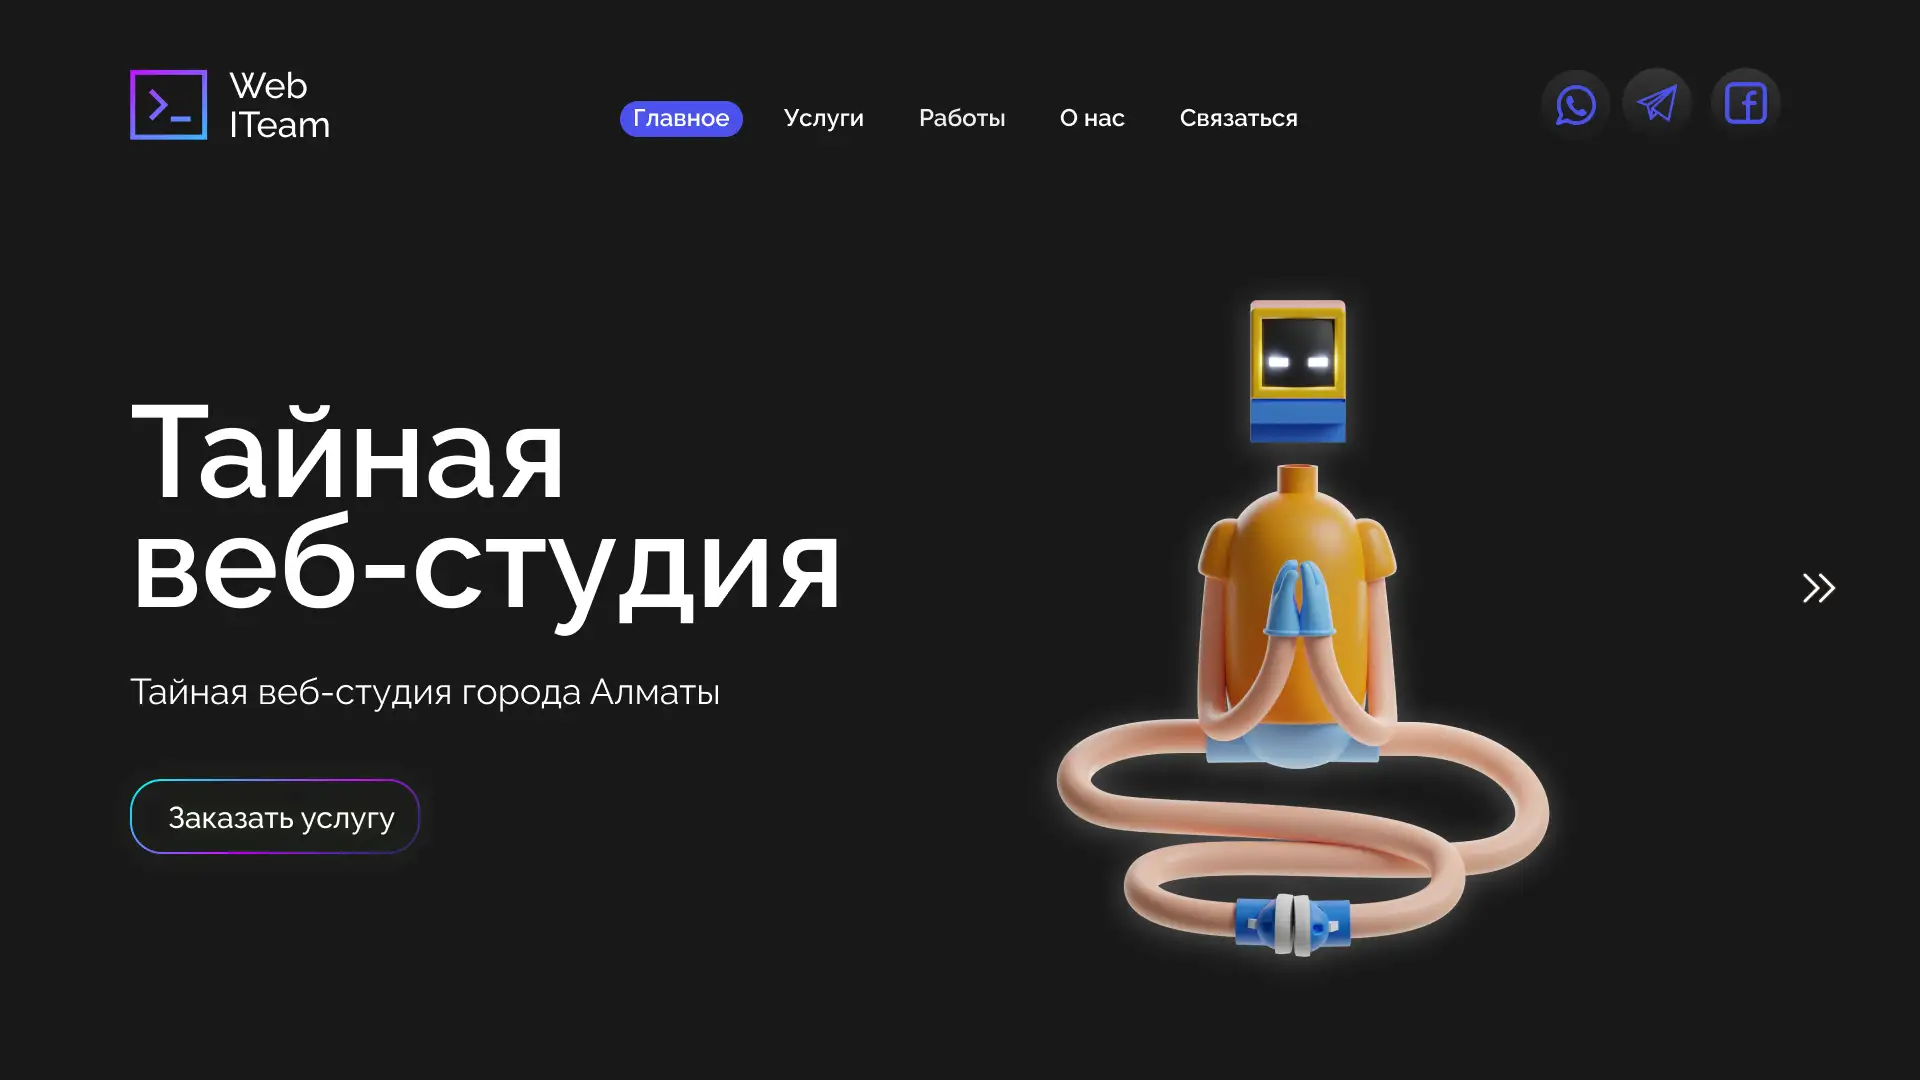 Web
ITeam
Главное
Услуги
Работы
О нас
Связаться
Тайная
веб-студия
Тайная веб-студия города Алматы
Заказать услугу